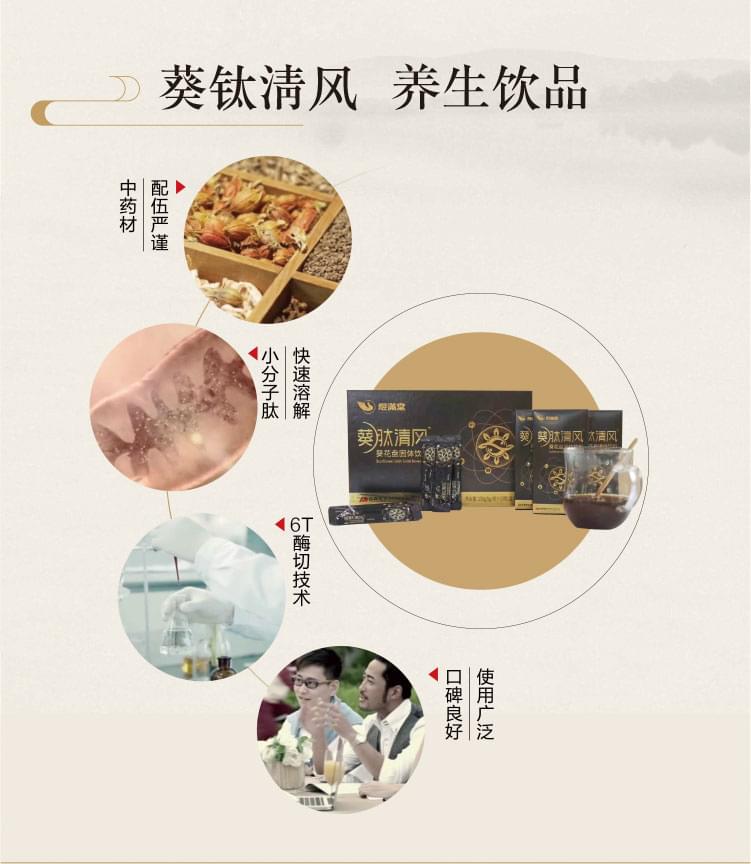 葵钛清风 养生饮品
配伍严谨
中药材
快速溶解
小分子肽
6T酶切技术
使用广泛
口碑良好
葵肽清风
葵花盘固体饮
葵肽清风